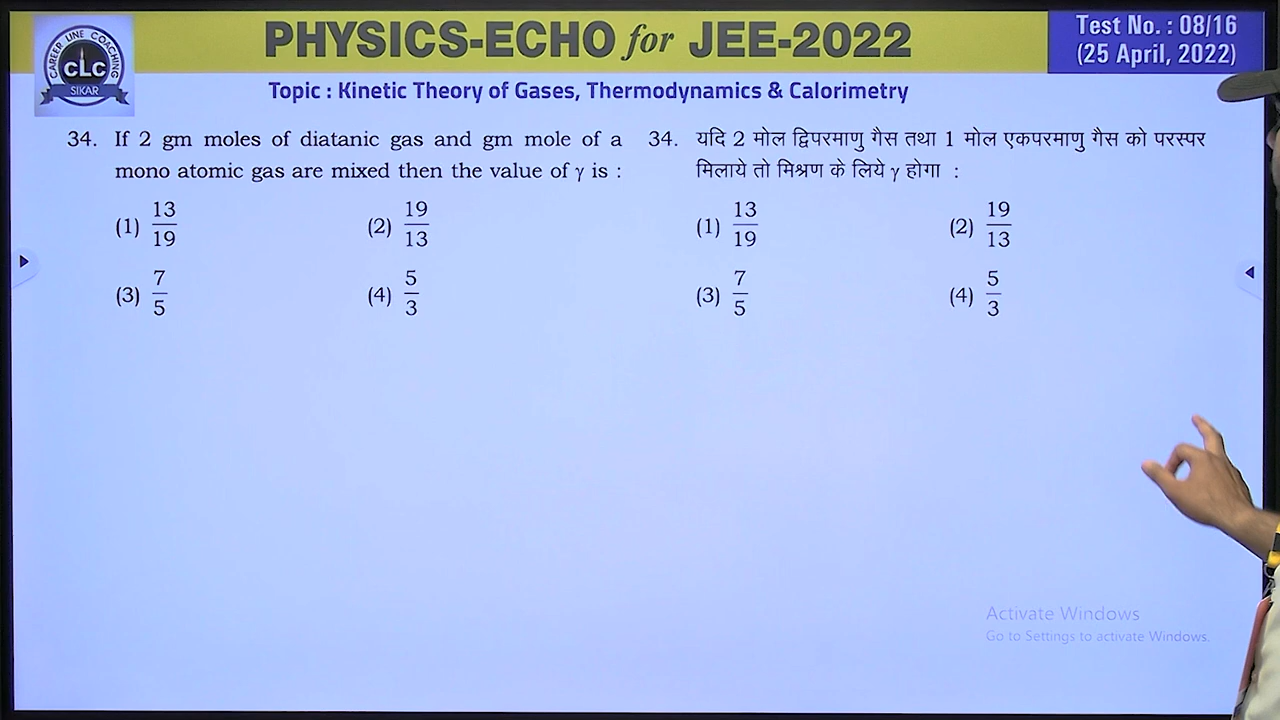 CAREER LINE COACHING
CLC
SIKAR
PHYSICS-ECHO for JEE-2022
Test No. : 08/16
(25 April, 2022)
Topic : Kinetic Theory of Gases, Thermodynamics & Calorimetry
34. If 2 gm moles of diatanic gas and gm mole of a
mono atomic gas are mixed then the value of γ is :
(1) 13/19 (2) 19/13
(3) 7/5 (4) 5/3
34. यदि 2 मोल द्विपरमाणु गैस तथा 1 मोल एकपरमाणु गैस को परस्पर
मिलाये तो मिश्रण के लिये γ होगा :
(1) 13/19 (2) 19/13
(3) 7/5 (4) 5/3
Activate Windows
Go to Settings to activate Windows.